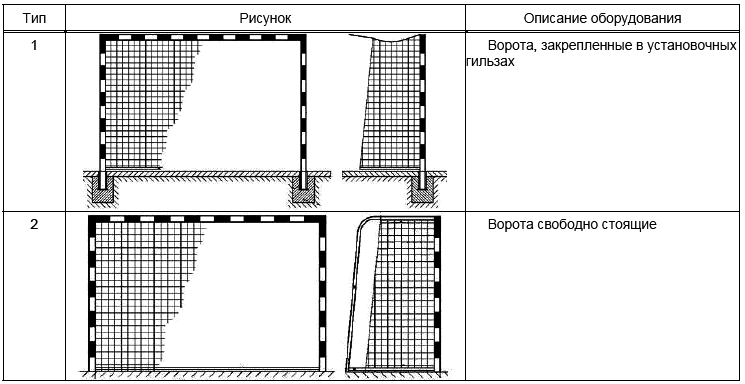 Тип Рисунок Описание оборудования
1 Ворота, закрепленные в установочных
гильзах
2 Ворота свободно стоящие